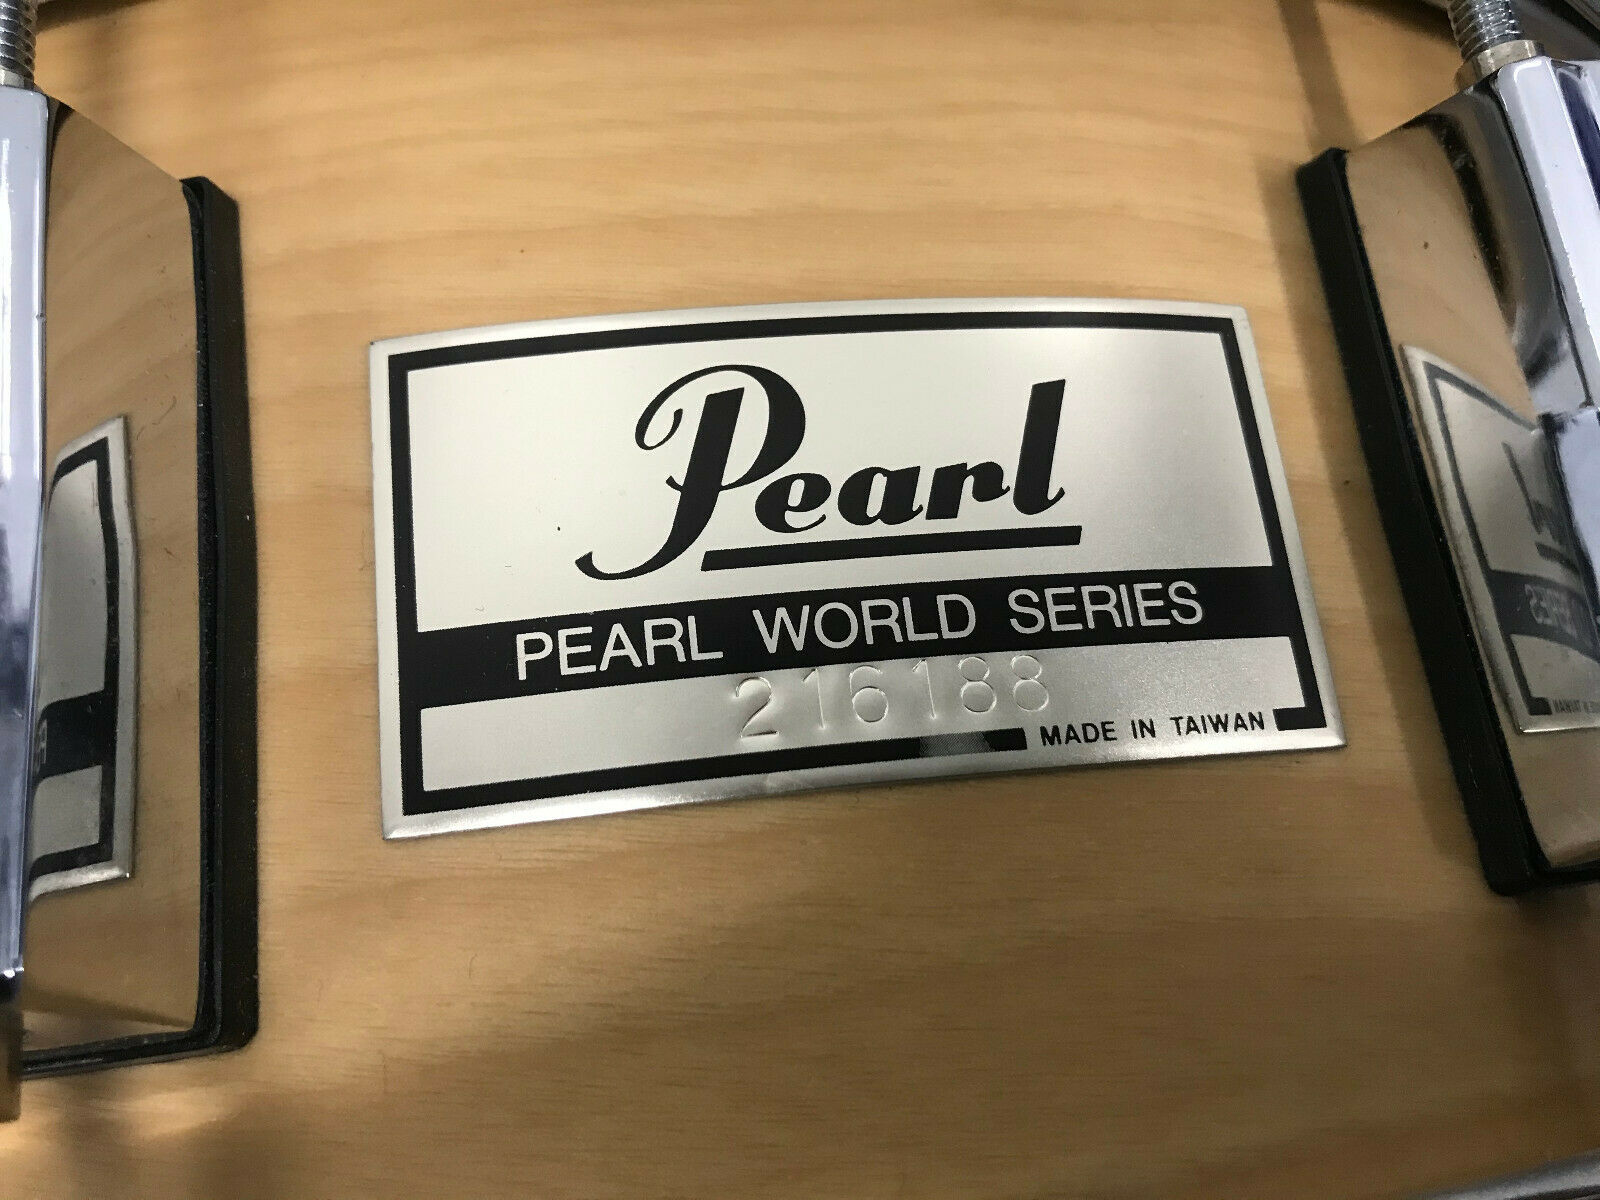 Pearl
PEARL WORLD SERIES
216188
MADE IN TAIWAN